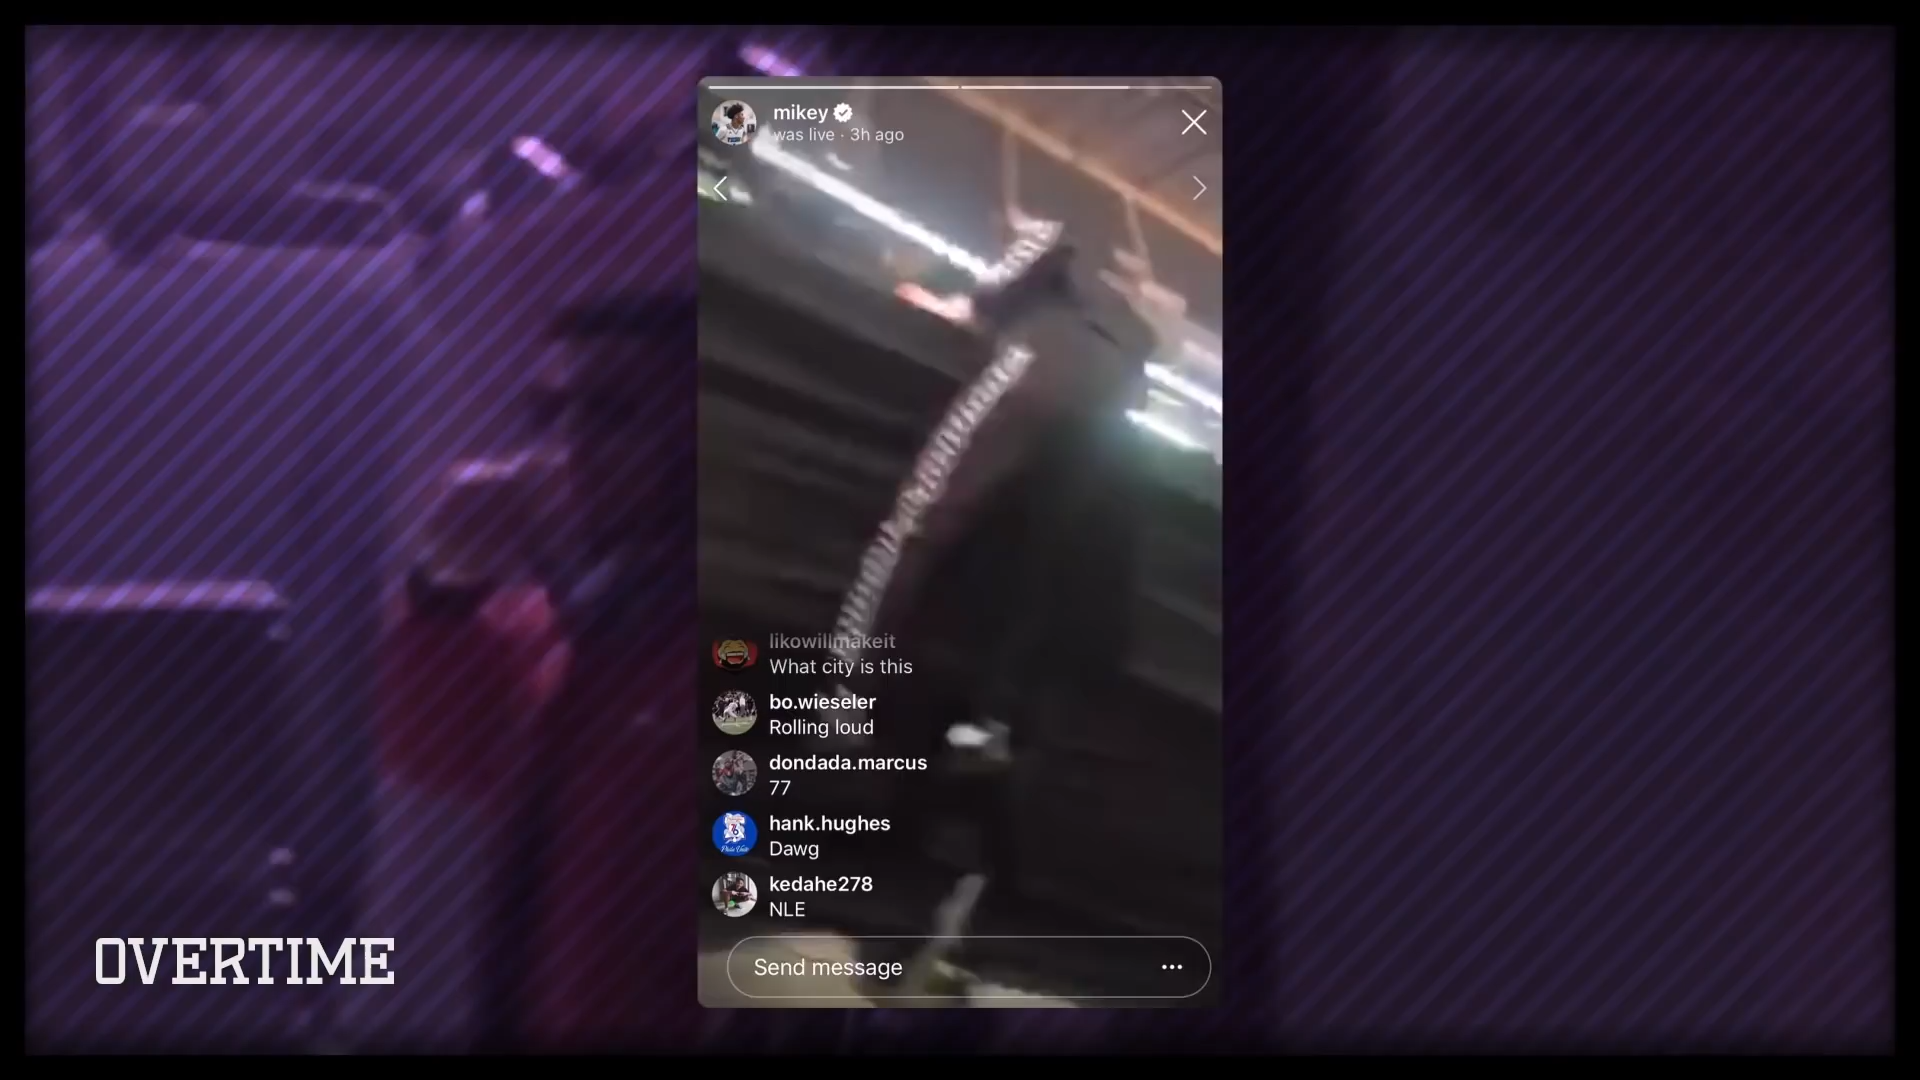 mikey
was live · 3h ago
likowillmakeit
What city is this
bo.wieseler
Rolling loud
dondada.marcus
77
hank.hughes
Dawg
kedahe278
NLE
Send message
OVERTIME